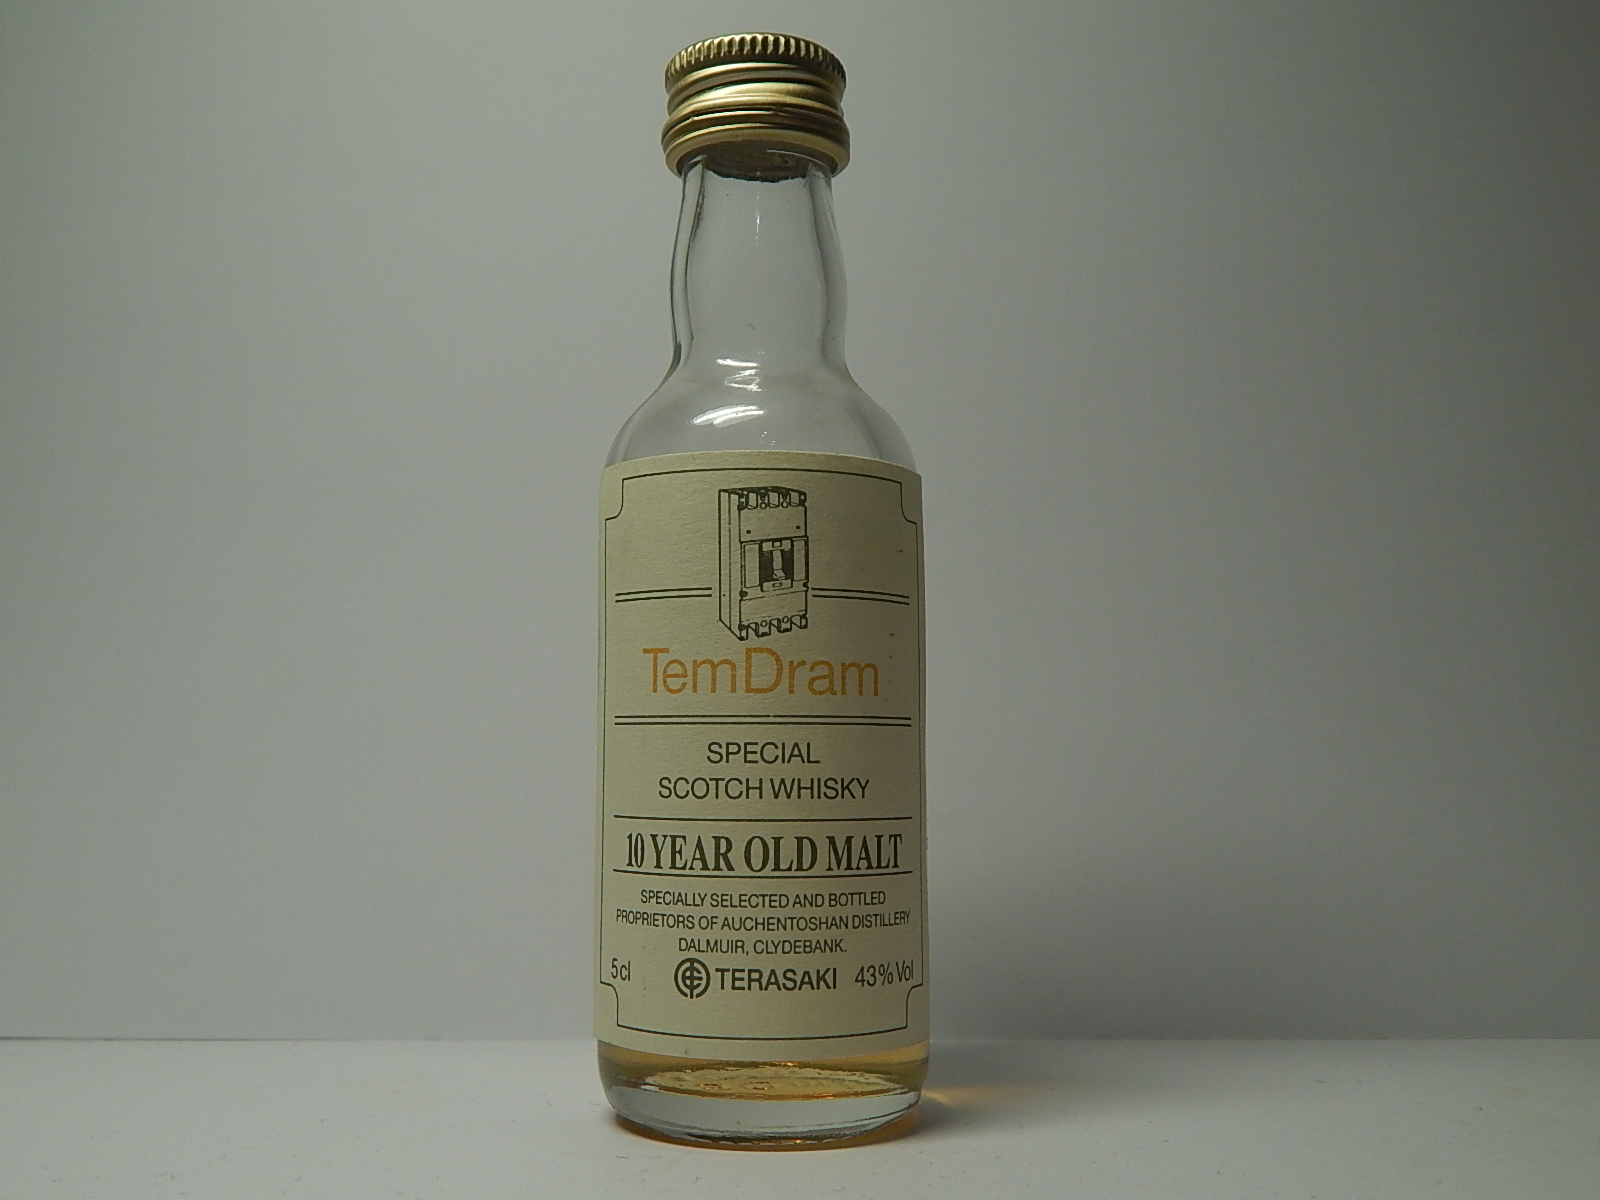 TemDram
SPECIAL
SCOTCH WHISKY
10 YEAR OLD MALT
SPECIALLY SELECTED AND BOTTLED
PROPRIETORS OF AUCHENTOSHAN DISTILLERY
DALMUIR, CLYDEBANK.
5cl TERASAKI 43% Vol